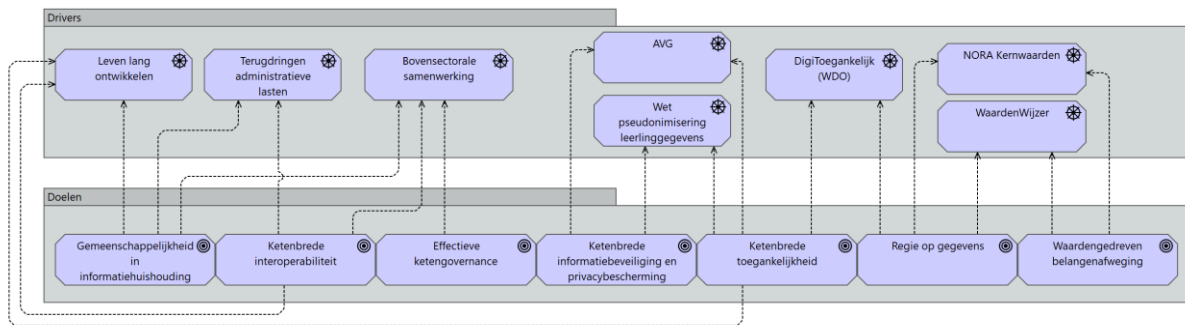 Drivers
Leven lang
ontwikkelen
Terugdringen
administratieve
lasten
Bovensectorale
samenwerking
AVG
DigiToegankelijk
(WDO)
NORA Kernwaarden
Wet
pseudonimisering
leerlinggegevens
WaardenWijzer
Doelen
Gemeenschappelijkheid
in
informatiehuishouding
Ketenbrede
interoperabiliteit
Effectieve
ketengovernance
Ketenbrede
informatiebeveiliging en
privacybescherming
Ketenbrede
toegankelijkheid
Regie op gegevens
Waardengedreven
belangenafweging